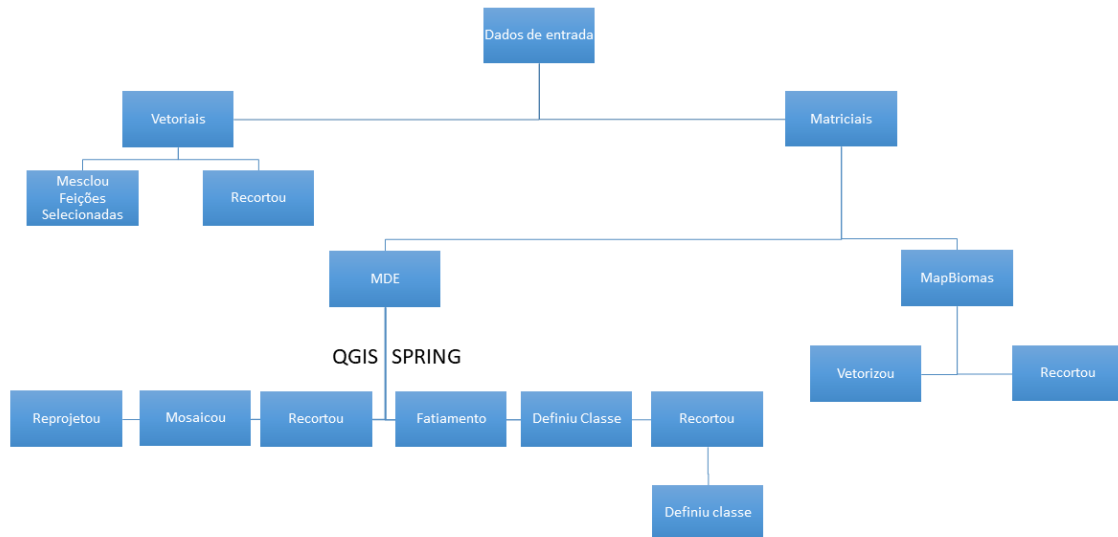 Dados de entrada
Vetoriais
Matriciais
Mesclou
Feições
Selecionadas
Recortou
MDE
MapBiomas
QGIS
SPRING
Vetorizou
Recortou
Reprojetou
Mosaicou
Recortou
Fatiamento
Definiu Classe
Recortou
Definiu classe